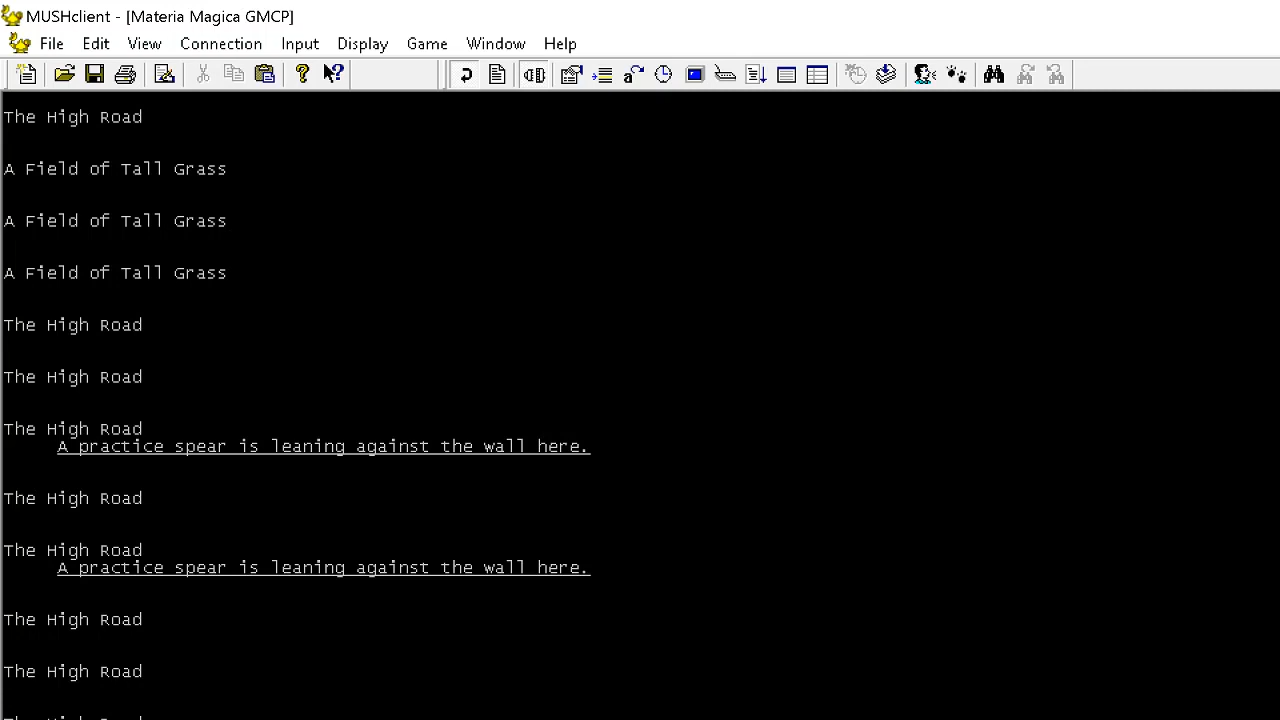 MUSHclient - [Materia Magica GMCP]
File Edit View Connection Input Display Game Window Help
The High Road
A Field of Tall Grass
A Field of Tall Grass
A Field of Tall Grass
The High Road
The High Road
The High Road
A practice spear is leaning against the wall here.
The High Road
The High Road
A practice spear is leaning against the wall here.
The High Road
The High Road